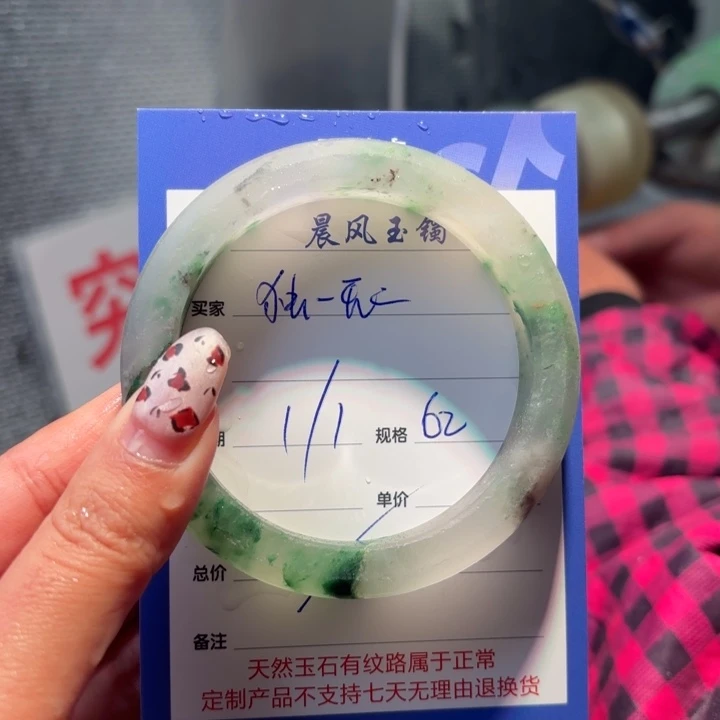 晨风玉镯
买家
1/1 规格 62
单价
总价
备注
天然玉石有纹路属于正常
定制产品不支持七天无理由退换货